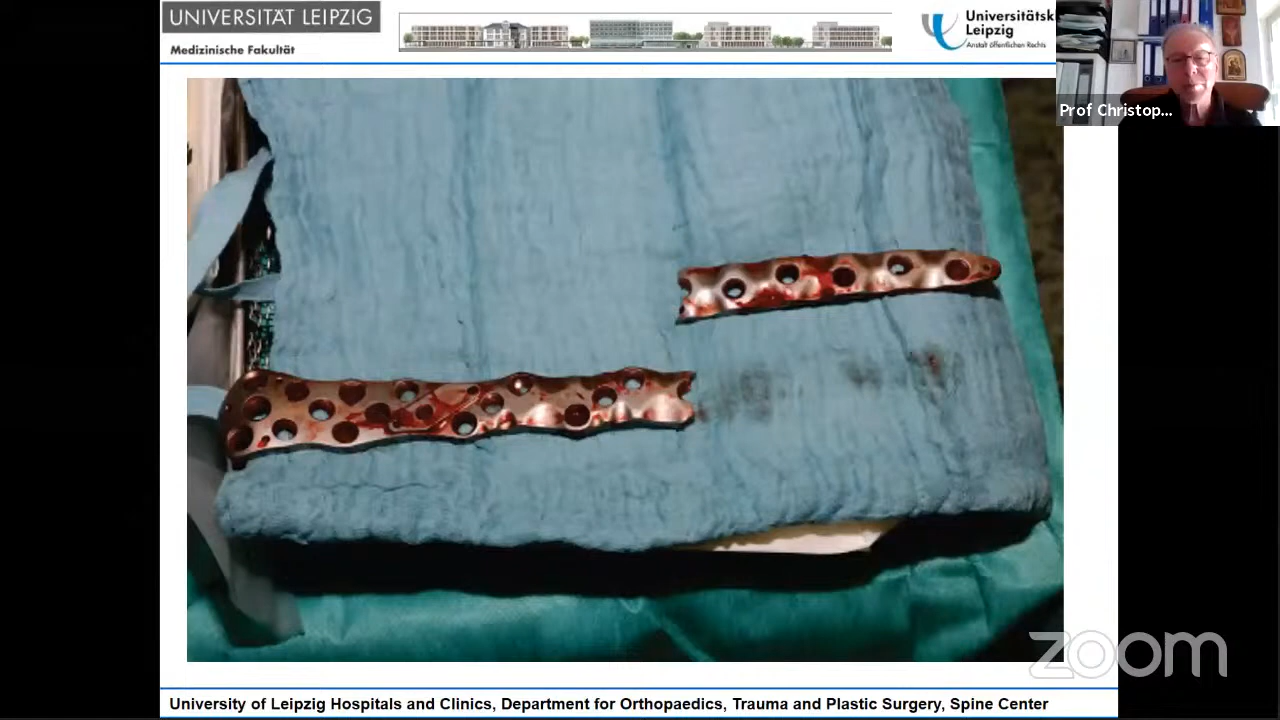 UNIVERSITÄT LEIPZIG
Medizinische Fakultät
Universitätsk
Leipzig
Anstalt öffentlichen Rechts
Prof Christop...
zoom
University of Leipzig Hospitals and Clinics, Department for Orthopaedics, Trauma and Plastic Surgery, Spine Center